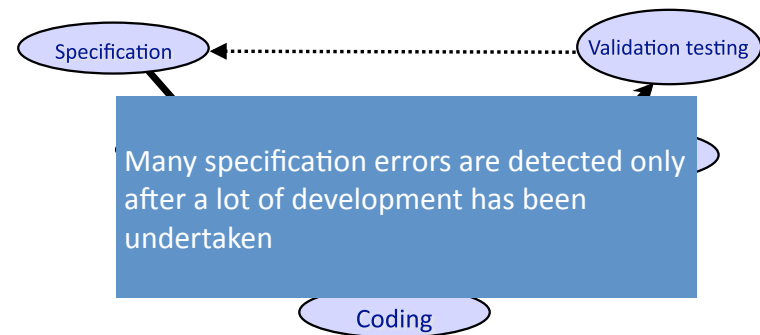 Specification
Validation testing
Many specification errors are detected only
after a lot of development has been
undertaken
Coding